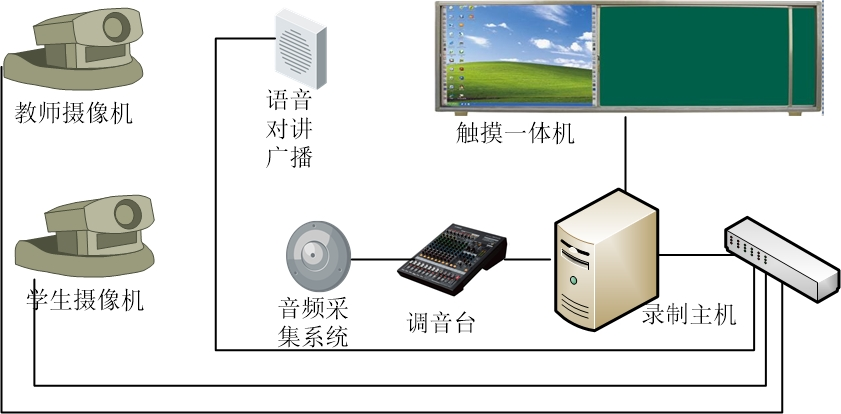 教师摄像机
语音
对讲
广播
触摸一体机
学生摄像机
音频采
集系统
调音台
录制主机